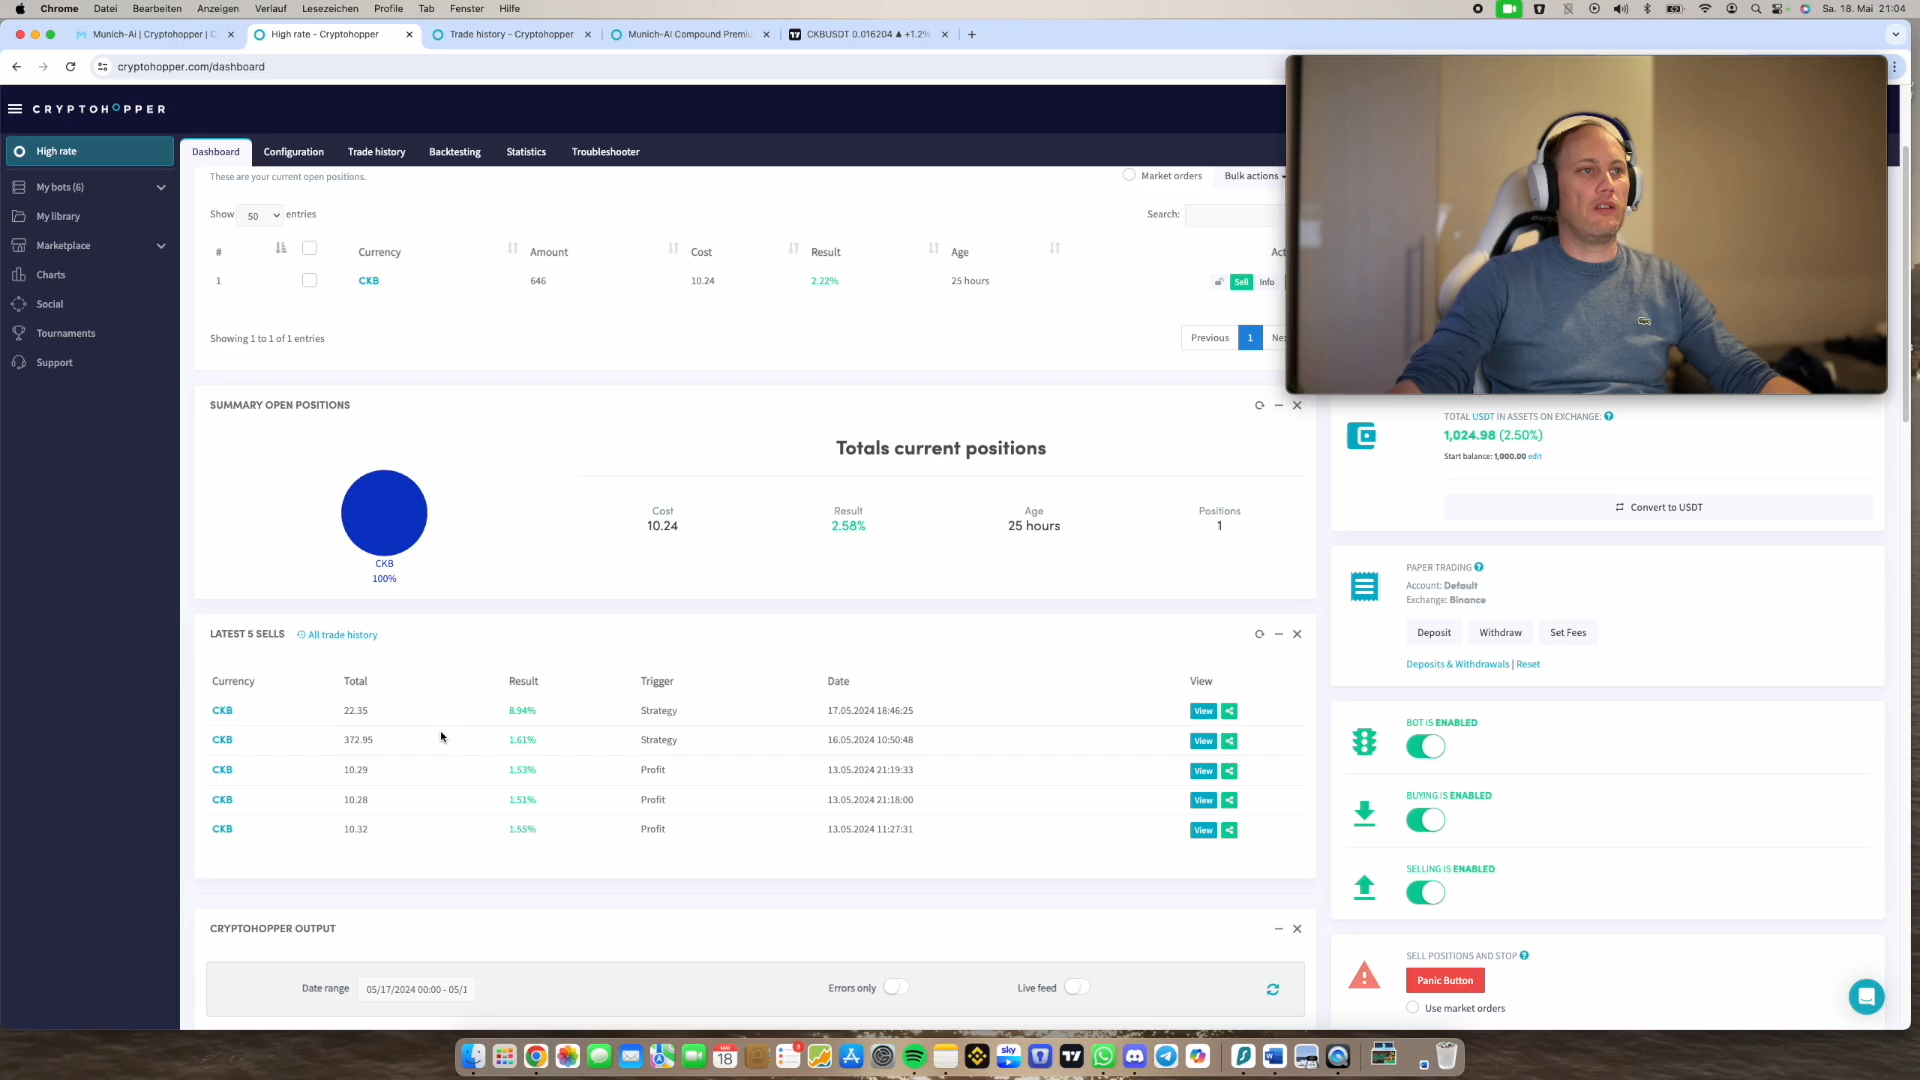 Chrome Datei Bearbeiten Anzeigen Verlauf Lesezeichen Profile Tab Fenster Hilfe Sa. 18. Mai 21:04
Munich-Ai | Cryptohopper | C High rate - Cryptohopper Trade history - Cryptohopper Munich-AI Compound Premi CKBUSDT 0.016204 ▲ +1.2%
cryptohopper.com/dashboard
CRYPTOHOPPER
High rate
Dashboard Configuration Trade history Backtesting Statistics Troubleshooter
My bots (6)
My library
Marketplace
Charts
Social
Tournaments
Support
These are your current open positions.
Market orders Bulk actions
Show 50 entries
Search:
# Currency Amount Cost Result Age Act
1 CKB 646 10.24 2.22% 25 hours Sell Info
Showing 1 to 1 of 1 entries
Previous 1 Nex
SUMMARY OPEN POSITIONS
Totals current positions
Cost Result Age Positions
10.24 2.58% 25 hours 1
CKB
100%
LATEST 5 SELLS All trade history
Currency Total Result Trigger Date View
CKB 22.35 8.94% Strategy 17.05.2024 18:46:25 View
CKB 372.95 1.61% Strategy 16.05.2024 10:50:48 View
CKB 10.29 1.53% Profit 13.05.2024 21:19:33 View
CKB 10.28 1.51% Profit 13.05.2024 21:18:00 View
CKB 10.32 1.55% Profit 13.05.2024 11:27:31 View
CRYPTOHOPPER OUTPUT
Date range 05/17/2024 00:00 - 05/1 Errors only Live feed
TOTAL USDT IN ASSETS ON EXCHANGE:
1,024.98 (2.50%)
Start balance: 1,000.00 edit
Convert to USDT
PAPER TRADING
Account: Default
Exchange: Binance
Deposit Withdraw Set Fees
Deposits & Withdrawals | Reset
BOT IS ENABLED
BUYING IS ENABLED
SELLING IS ENABLED
SELL POSITIONS AND STOP
Panic Button
Use market orders
18
sky